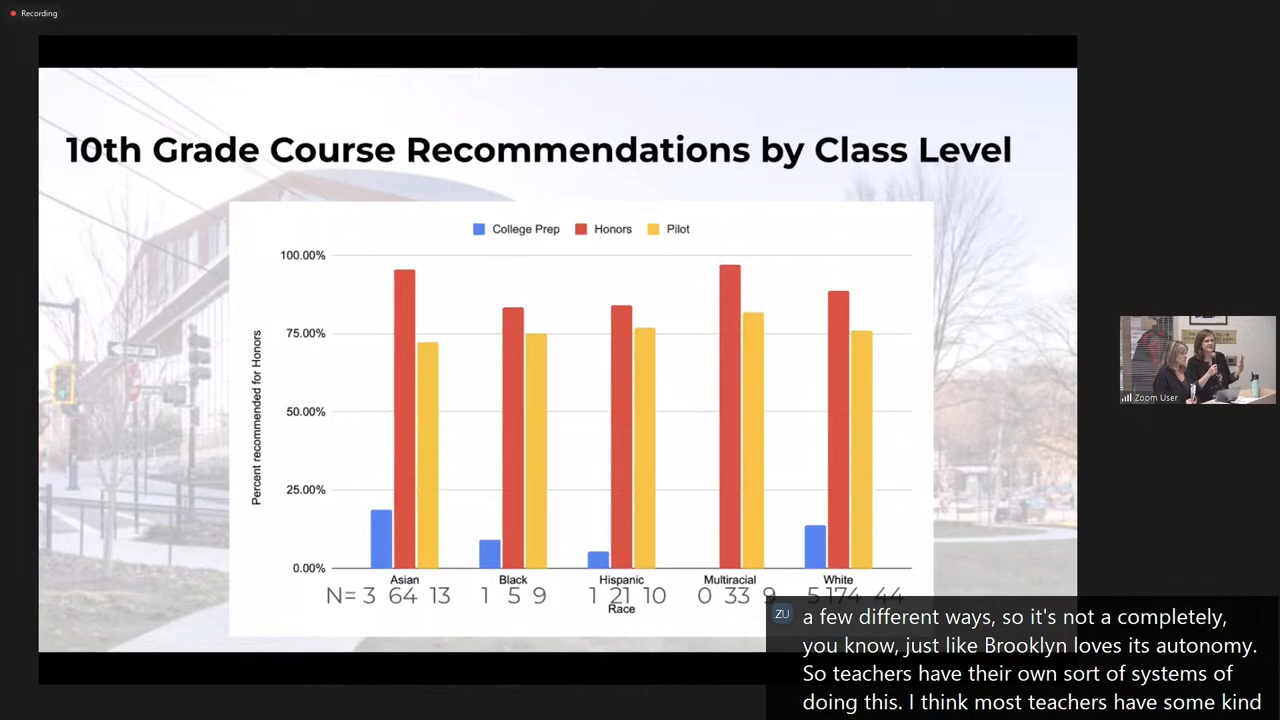 Recording
10th Grade Course Recommendations by Class Level
College Prep Honors Pilot
Percent recommended for Honors
100.00%
75.00%
50.00%
25.00%
0.00%
Asian Black Hispanic Multiracial White
N= 3 64 13 1 5 9 1 21 10 0 33 9 5 174 44
Race
Zoom User
ZU
a few different ways, so it's not a completely,
you know, just like Brooklyn loves its autonomy.
So teachers have their own sort of systems of
doing this. I think most teachers have some kind